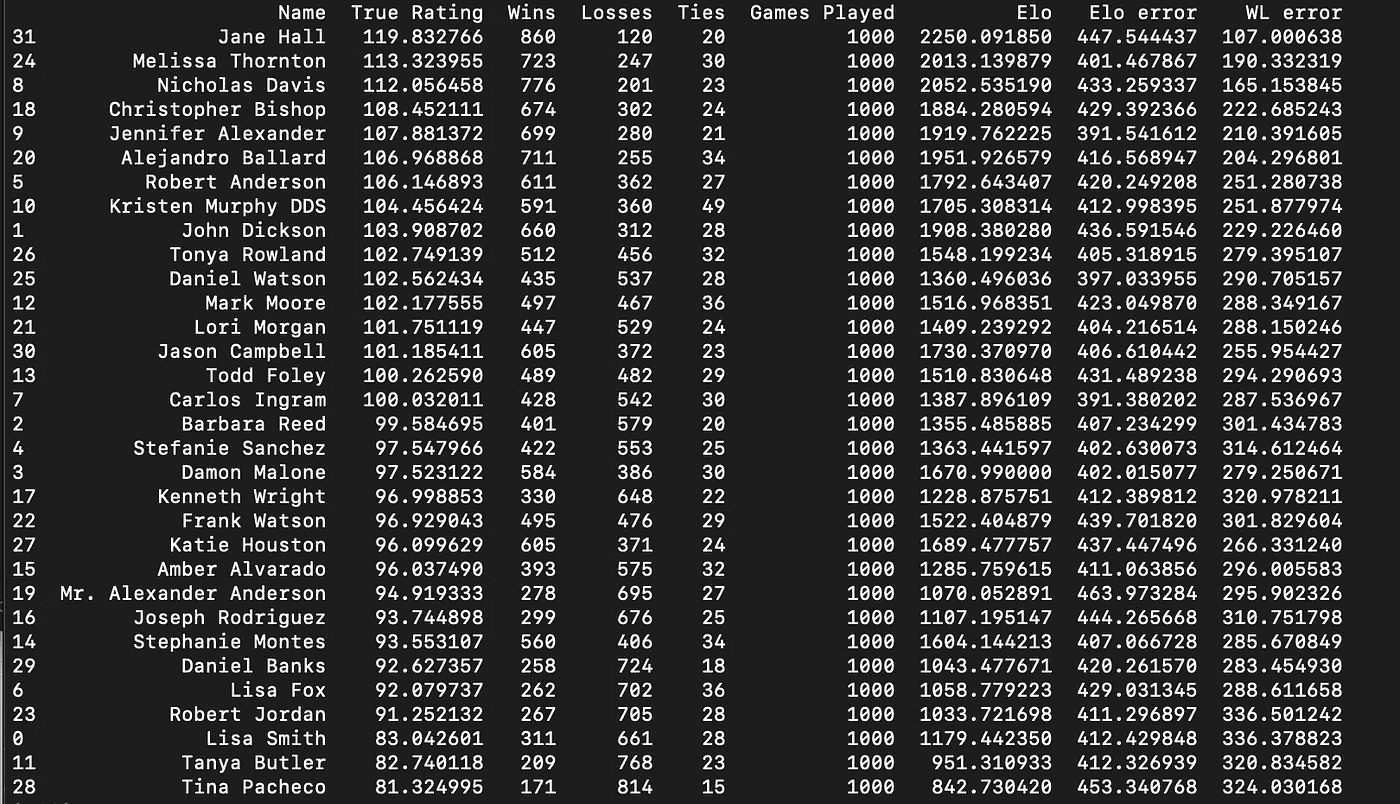 Name True Rating Wins Losses Ties Games Played Elo Elo error WL error
31 Jane Hall 119.832766 860 120 20 1000 2250.091850 447.544437 107.000638
24 Melissa Thornton 113.323955 723 247 30 1000 2013.139879 401.467867 190.332319
8 Nicholas Davis 112.056458 776 201 23 1000 2052.535190 433.259337 165.153845
18 Christopher Bishop 108.452111 674 302 24 1000 1884.280594 429.392366 222.685243
9 Jennifer Alexander 107.881372 699 280 21 1000 1919.762225 391.541612 210.391605
20 Alejandro Ballard 106.968868 711 255 34 1000 1951.926579 416.568947 204.296801
5 Robert Anderson 106.146893 611 362 27 1000 1792.643407 420.249208 251.280738
10 Kristen Murphy DDS 104.456424 591 360 49 1000 1705.308314 412.998395 251.877974
1 John Dickson 103.908702 660 312 28 1000 1908.380280 436.591546 229.226460
26 Tonya Rowland 102.749139 512 456 32 1000 1548.199234 405.318915 279.395107
25 Daniel Watson 102.562434 435 537 28 1000 1360.496036 397.033955 290.705157
12 Mark Moore 102.177555 497 467 36 1000 1516.968351 423.049870 288.349167
21 Lori Morgan 101.751119 447 529 24 1000 1409.239292 404.216514 288.150246
30 Jason Campbell 101.185411 605 372 23 1000 1730.370970 406.610442 255.954427
13 Todd Foley 100.262590 489 482 29 1000 1510.830648 431.489238 294.290693
7 Carlos Ingram 100.032011 428 542 30 1000 1387.896109 391.380202 287.536967
2 Barbara Reed 99.584695 401 579 20 1000 1355.485885 407.234299 301.434783
4 Stefanie Sanchez 97.547966 422 553 25 1000 1363.441597 402.630073 314.612464
3 Damon Malone 97.523122 584 386 30 1000 1670.990000 402.015077 279.250671
17 Kenneth Wright 96.998853 330 648 22 1000 1228.875751 412.389812 320.978211
22 Frank Watson 96.929043 495 476 29 1000 1522.404879 439.701820 301.829604
27 Katie Houston 96.099629 605 371 24 1000 1689.477757 437.447496 266.331240
15 Amber Alvarado 96.037490 393 575 32 1000 1285.759615 411.063856 296.005583
19 Mr. Alexander Anderson 94.919333 278 695 27 1000 1070.052891 463.973284 295.902326
16 Joseph Rodriguez 93.744898 299 676 25 1000 1107.195147 444.265668 310.751798
14 Stephanie Montes 93.553107 560 406 34 1000 1604.144213 407.066728 285.670849
29 Daniel Banks 92.627357 258 724 18 1000 1043.477671 420.261570 283.454930
6 Lisa Fox 92.079737 262 702 36 1000 1058.779223 429.031345 288.611658
23 Robert Jordan 91.252132 267 705 28 1000 1033.721698 411.296897 336.501242
0 Lisa Smith 83.042601 311 661 28 1000 1179.442350 412.429848 336.378823
11 Tanya Butler 82.740118 209 768 23 1000 951.310933 412.326939 320.834582
28 Tina Pacheco 81.324995 171 814 15 1000 842.730420 453.340768 324.030168